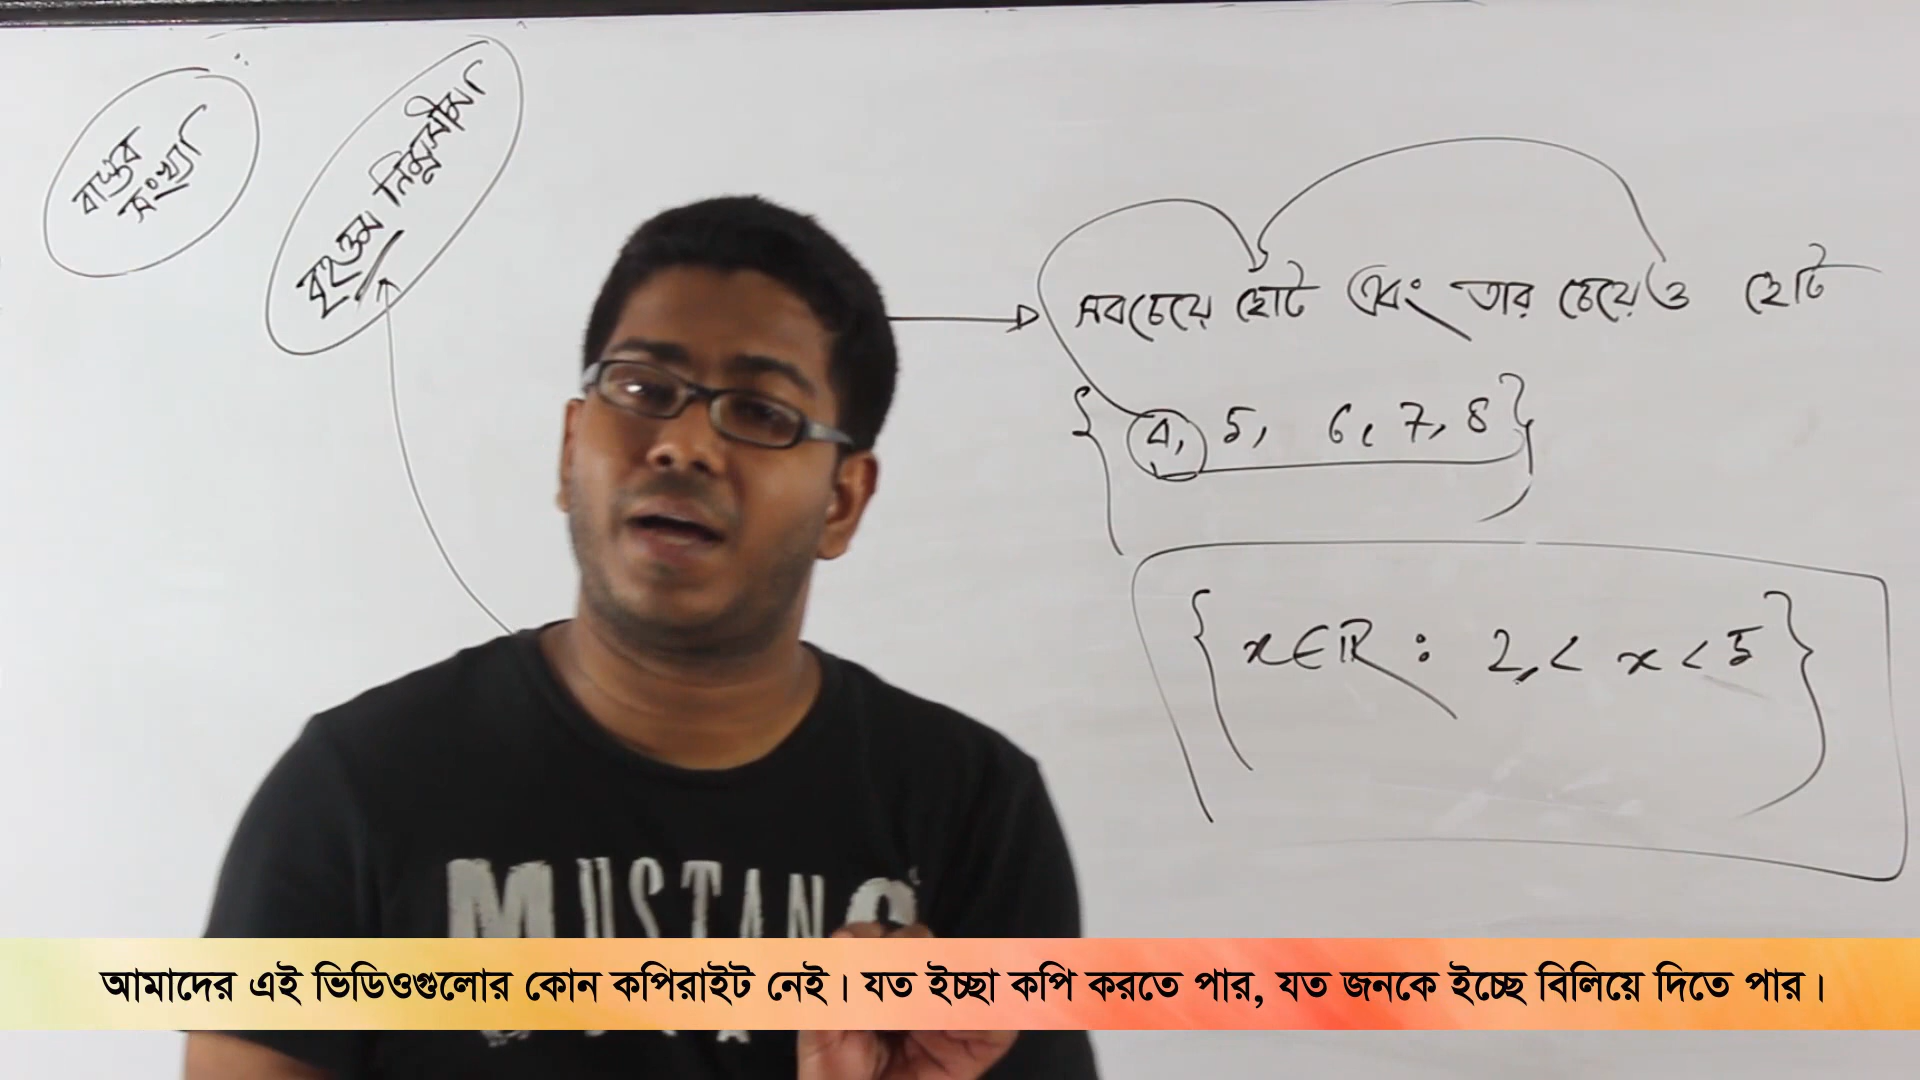 বাস্তব
সংখ্যা
বৃহত্তম নিম্নসীমা
সবচেয়ে ছোট এবং তার চেয়েও ছোট
{ 4, 5, 6, 7, 8 }
{ x ∈ ℝ : 2 < x < 5 }
MUSTANG
আমাদের এই ভিডিওগুলোর কোন কপিরাইট নেই। যত ইচ্ছা কপি করতে পার, যত জনকে ইচ্ছে বিলিয়ে দিতে পার।